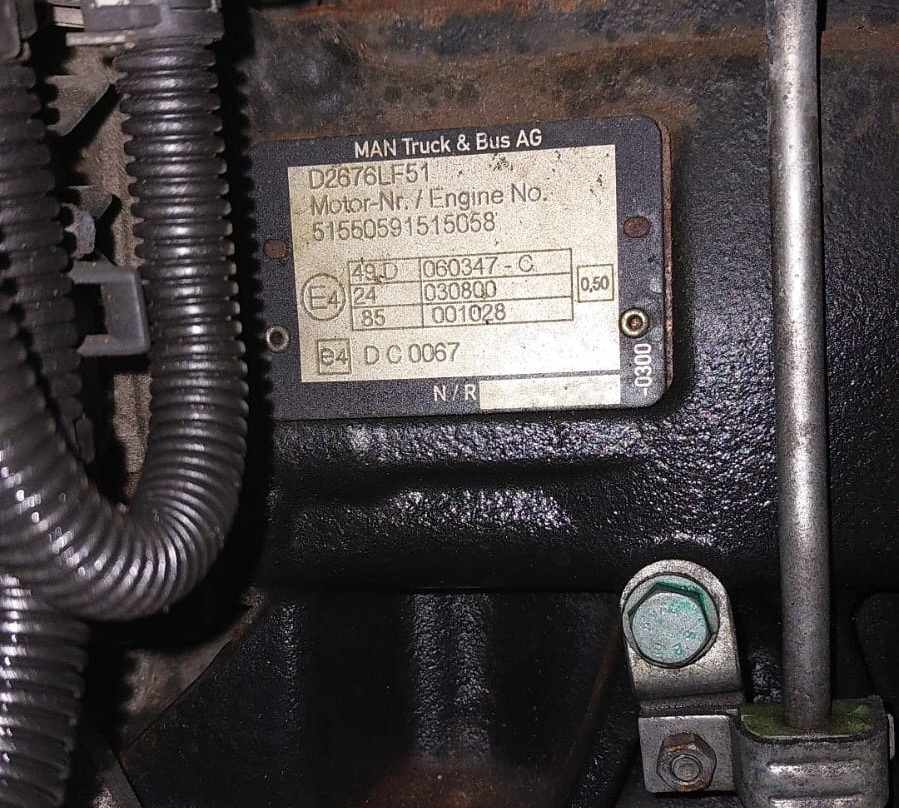 MAN Truck & Bus AG
D2676LF51
Motor-Nr. / Engine No.
51560591515058
E4 49 D 060347 - C 0,50
24 030800
85 001028
e4 D C 0067
N / R
0300